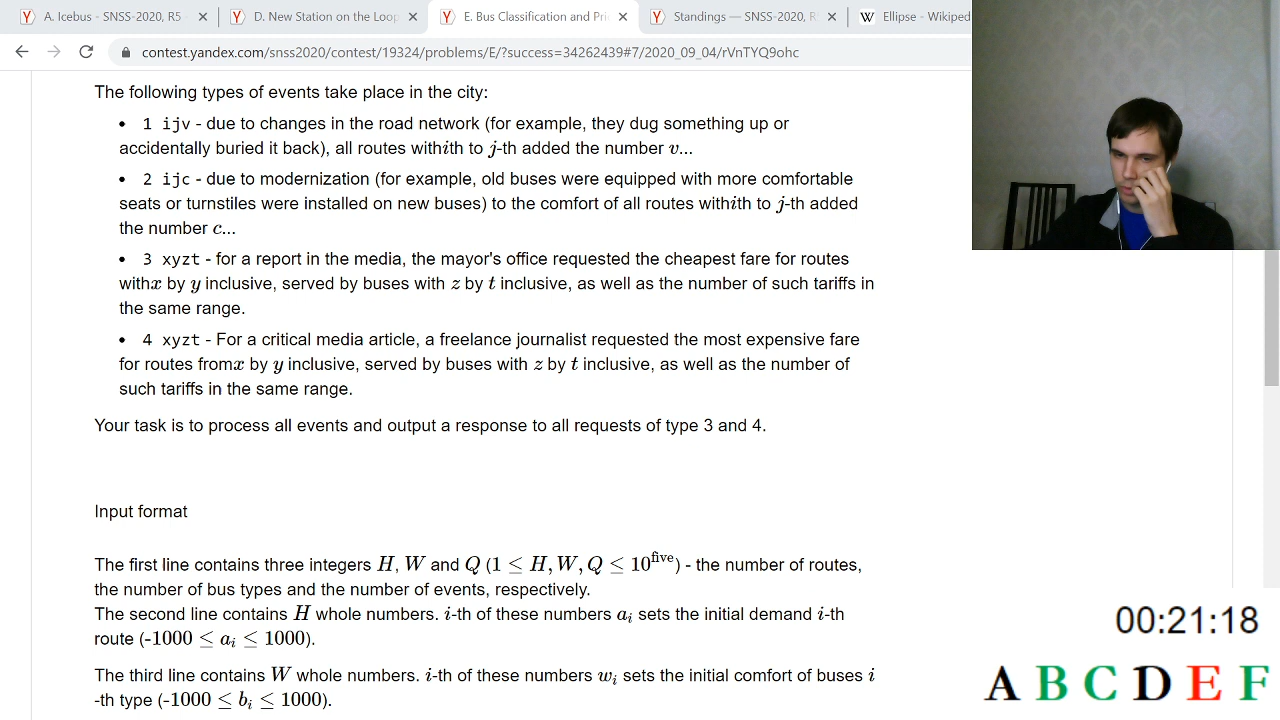 A. Icebus - SNSS-2020, R5 - × D. New Station on the Loop × E. Bus Classification and Pri × Standings — SNSS-2020, R × W Ellipse - Wikiped
contest.yandex.com/snss2020/contest/19324/problems/E/?success=34262439#7/2020_09_04/rVnTYQ9ohc
The following types of events take place in the city:
• 1 ijv - due to changes in the road network (for example, they dug something up or
accidentally buried it back), all routes withith to j-th added the number v...
• 2 ijc - due to modernization (for example, old buses were equipped with more comfortable
seats or turnstiles were installed on new buses) to the comfort of all routes withith to j-th added
the number c...
• 3 xyzt - for a report in the media, the mayor's office requested the cheapest fare for routes
withx by y inclusive, served by buses with z by t inclusive, as well as the number of such tariffs in
the same range.
• 4 xyzt - For a critical media article, a freelance journalist requested the most expensive fare
for routes fromx by y inclusive, served by buses with z by t inclusive, as well as the number of
such tariffs in the same range.
Your task is to process all events and output a response to all requests of type 3 and 4.
Input format
The first line contains three integers H, W and Q (1 ≤ H, W, Q ≤ 10^five) - the number of routes,
the number of bus types and the number of events, respectively.
The second line contains H whole numbers. i-th of these numbers aᵢ sets the initial demand i-th
route (-1000 ≤ aᵢ ≤ 1000).
The third line contains W whole numbers. i-th of these numbers wᵢ sets the initial comfort of buses i
-th type (-1000 ≤ bᵢ ≤ 1000).
00:21:18
A B C D E F